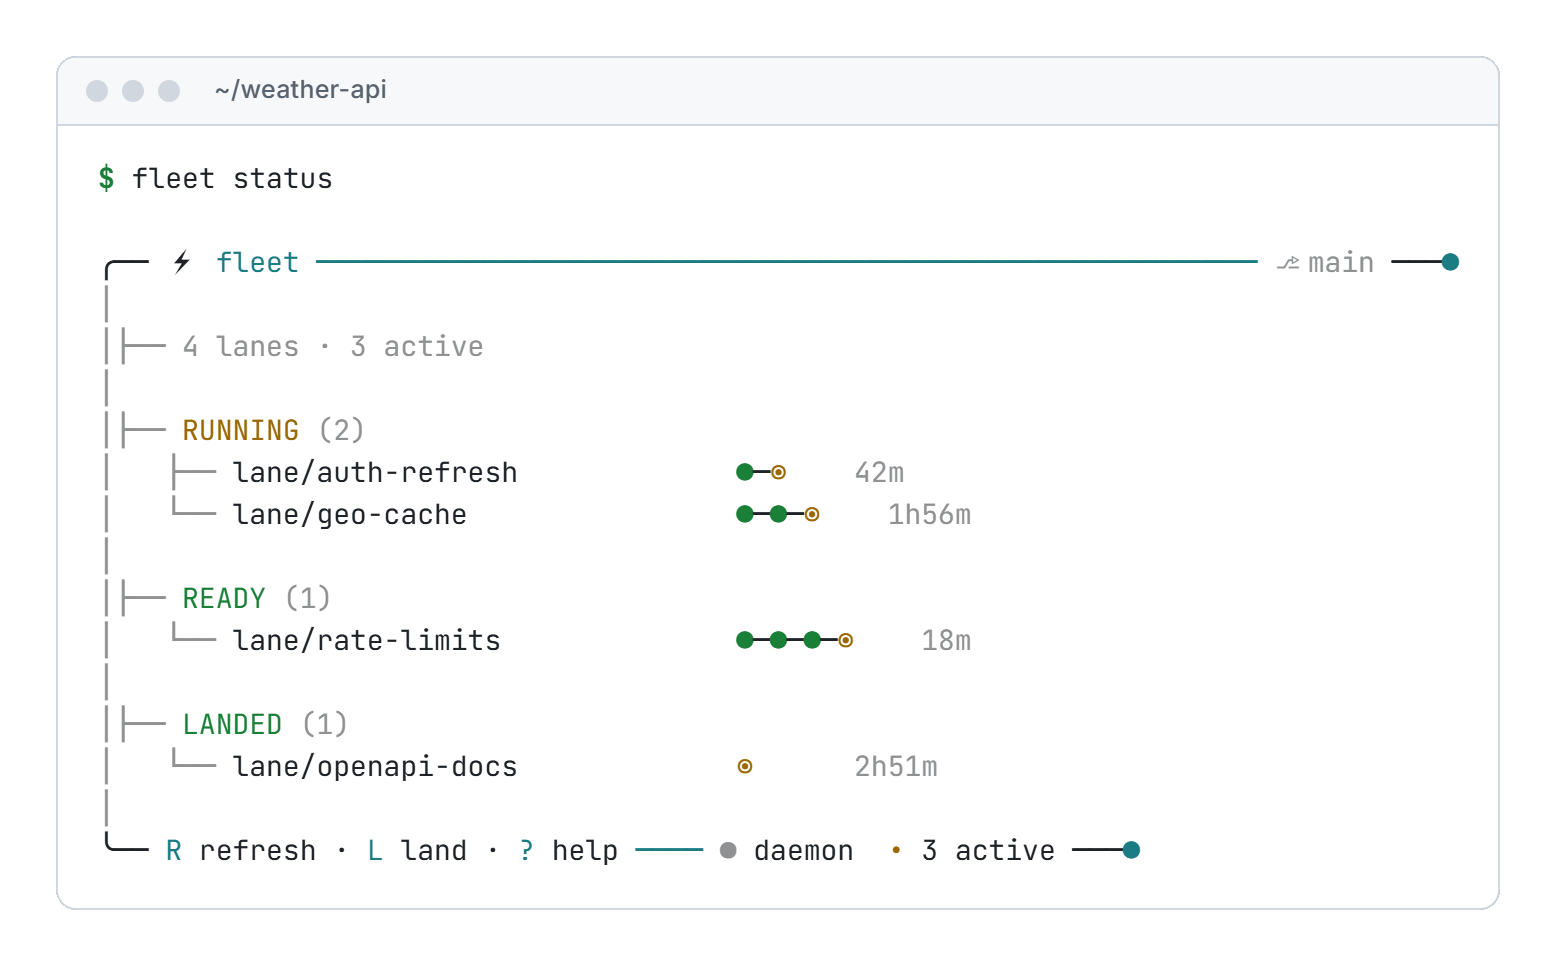 ~/weather-api
$ fleet status
⚡ fleet main
4 lanes · 3 active
RUNNING (2)
lane/auth-refresh 42m
lane/geo-cache 1h56m
READY (1)
lane/rate-limits 18m
LANDED (1)
lane/openapi-docs 2h51m
R refresh · L land · ? help ● daemon • 3 active